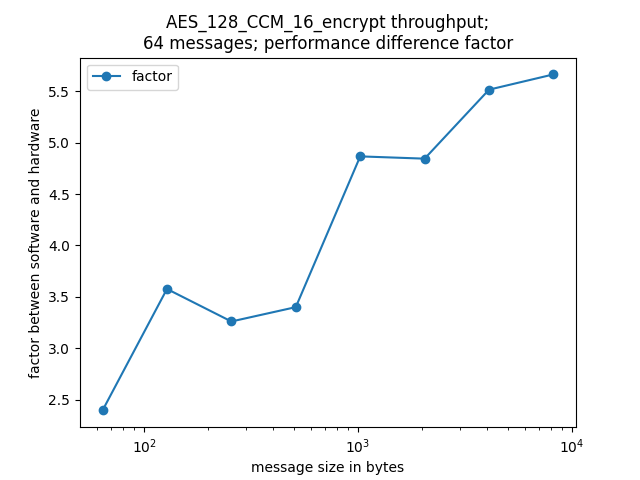 AES_128_CCM_16_encrypt throughput;
64 messages; performance difference factor
factor
factor between software and hardware
5.5
5.0
4.5
4.0
3.5
3.0
2.5
10²
10³
10⁴
message size in bytes